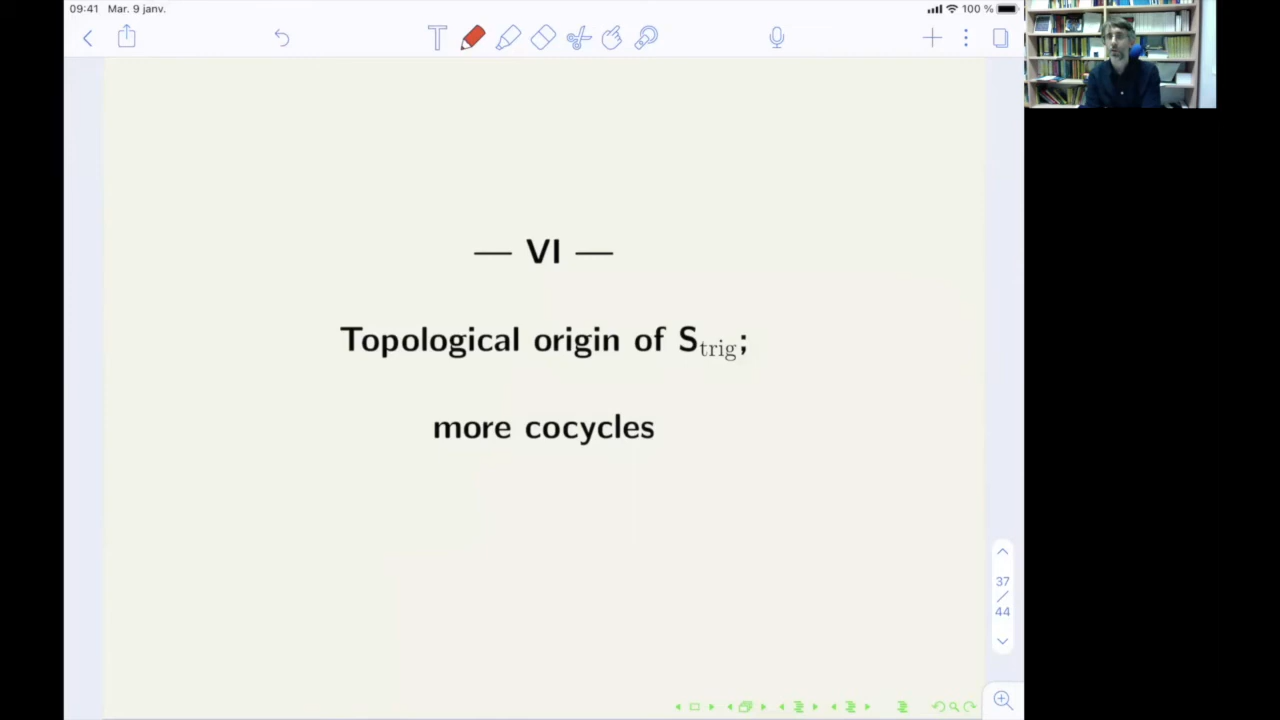 09:41 Mar. 9 janv. 100 %
— VI —
Topological origin of S_trig;
more cocycles
37
/
44